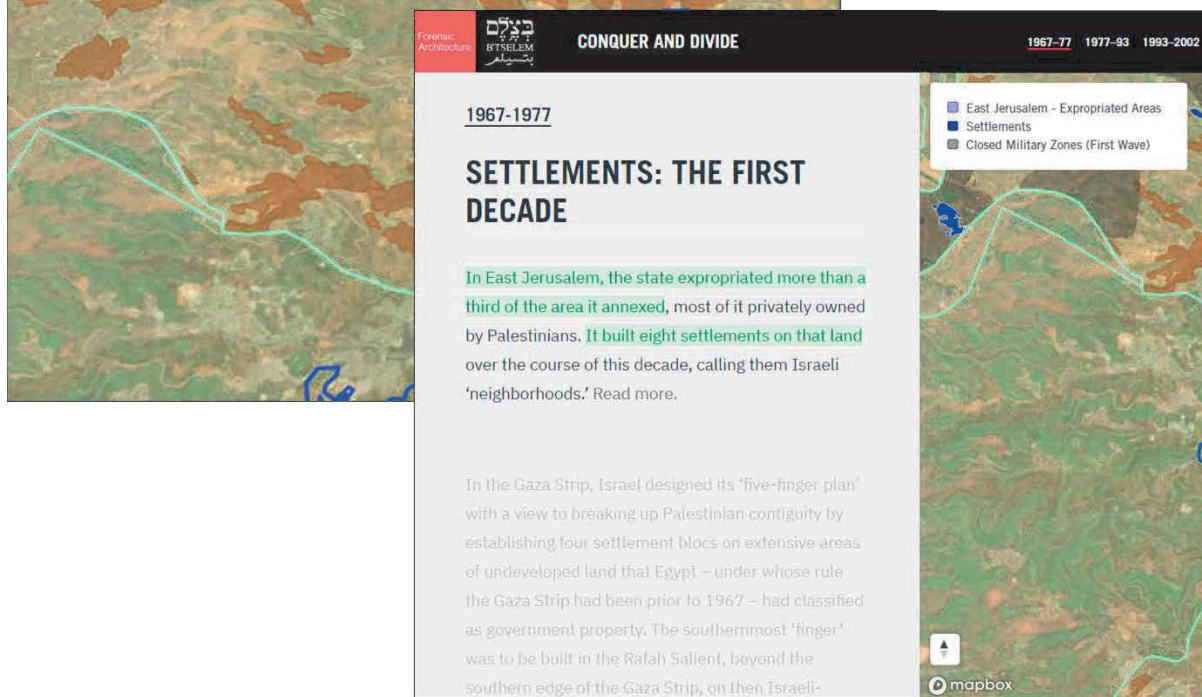 Forensic
Architecture
בצלם
B'TSELEM
بتسيلم
CONQUER AND DIVIDE
1967–77 1977–93 1993–2002
1967-1977
SETTLEMENTS: THE FIRST
DECADE
In East Jerusalem, the state expropriated more than a
third of the area it annexed, most of it privately owned
by Palestinians. It built eight settlements on that land
over the course of this decade, calling them Israeli
‘neighborhoods.’ Read more.
In the Gaza Strip, Israel designed its ‘five-finger plan’
with a view to breaking up Palestinian contiguity by
establishing four settlement blocs on extensive areas
of undeveloped land that Egypt – under whose rule
the Gaza Strip had been prior to 1967 – had classified
as government property. The southernmost ‘finger’
was to be built in the Rafah Salient, beyond the
southern edge of the Gaza Strip, on then Israeli-
East Jerusalem - Expropriated Areas
Settlements
Closed Military Zones (First Wave)
mapbox